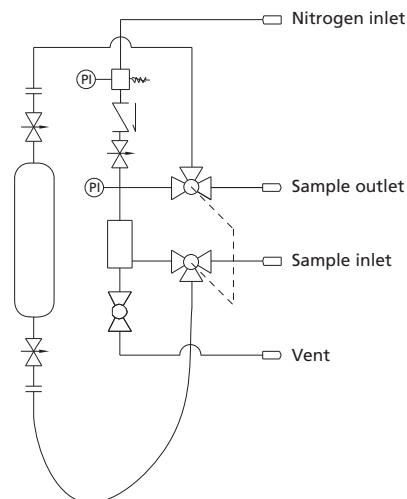 Nitrogen inlet
PI
PI
Sample outlet
Sample inlet
Vent